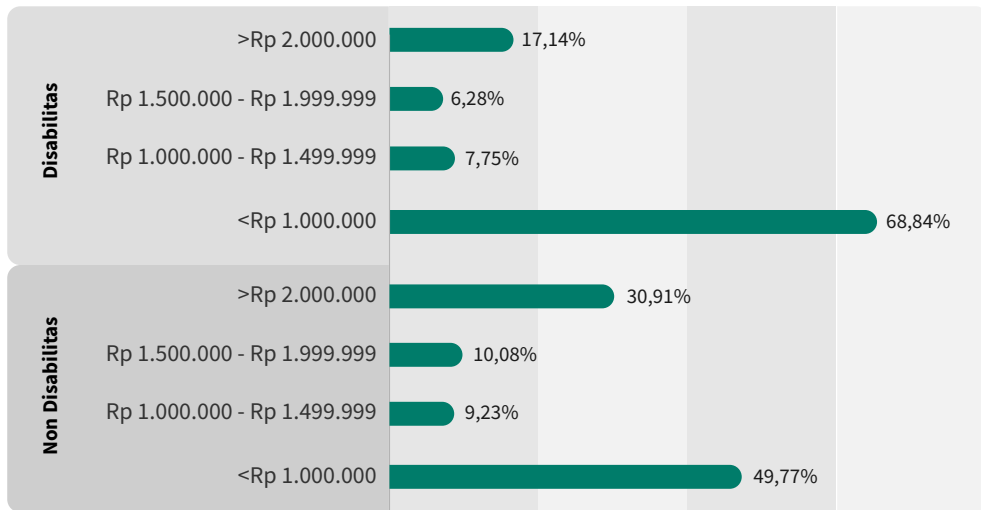 Disabilitas
>Rp 2.000.000 17,14%
Rp 1.500.000 - Rp 1.999.999 6,28%
Rp 1.000.000 - Rp 1.499.999 7,75%
<Rp 1.000.000 68,84%
Non Disabilitas
>Rp 2.000.000 30,91%
Rp 1.500.000 - Rp 1.999.999 10,08%
Rp 1.000.000 - Rp 1.499.999 9,23%
<Rp 1.000.000 49,77%